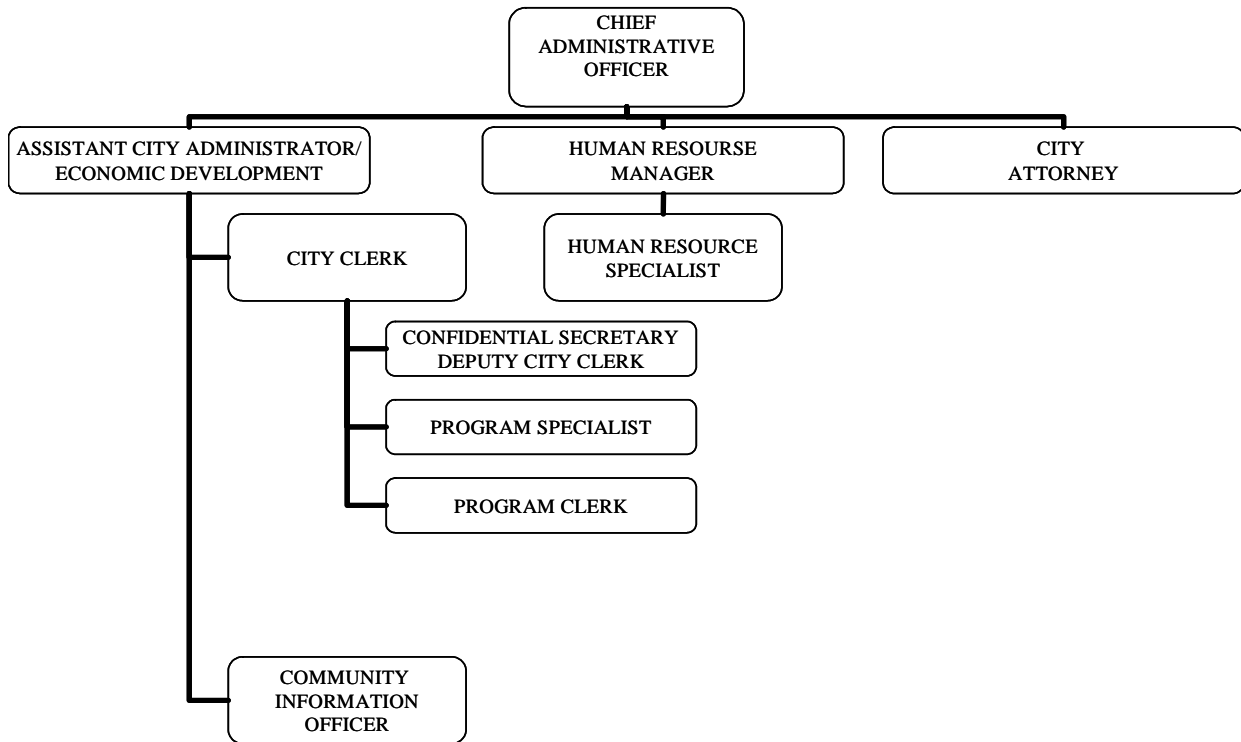 CHIEF
ADMINISTRATIVE
OFFICER
ASSISTANT CITY ADMINISTRATOR/
ECONOMIC DEVELOPMENT
HUMAN RESOURSE
MANAGER
CITY
ATTORNEY
CITY CLERK
HUMAN RESOURCE
SPECIALIST
CONFIDENTIAL SECRETARY
DEPUTY CITY CLERK
PROGRAM SPECIALIST
PROGRAM CLERK
COMMUNITY
INFORMATION
OFFICER